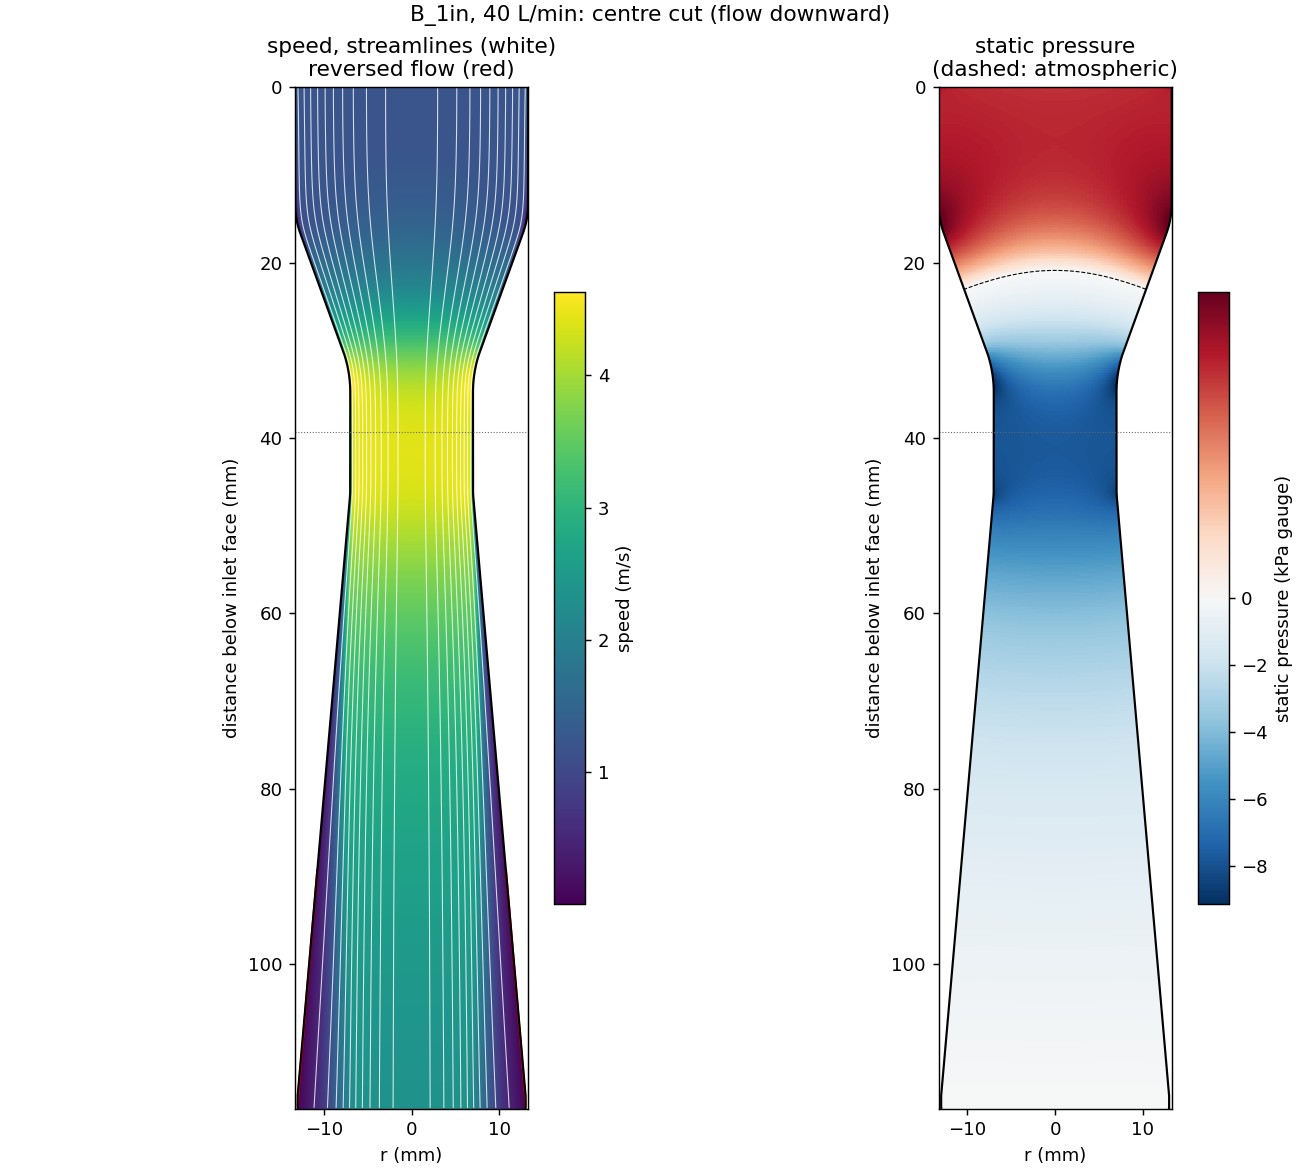 B_1in, 40 L/min: centre cut (flow downward)
speed, streamlines (white)
reversed flow (red)
0
20
40
60
80
100
distance below inlet face (mm)
−10
0
10
r (mm)
4
3
2
1
speed (m/s)
static pressure
(dashed: atmospheric)
0
20
40
60
80
100
distance below inlet face (mm)
−10
0
10
r (mm)
0
−2
−4
−6
−8
static pressure (kPa gauge)